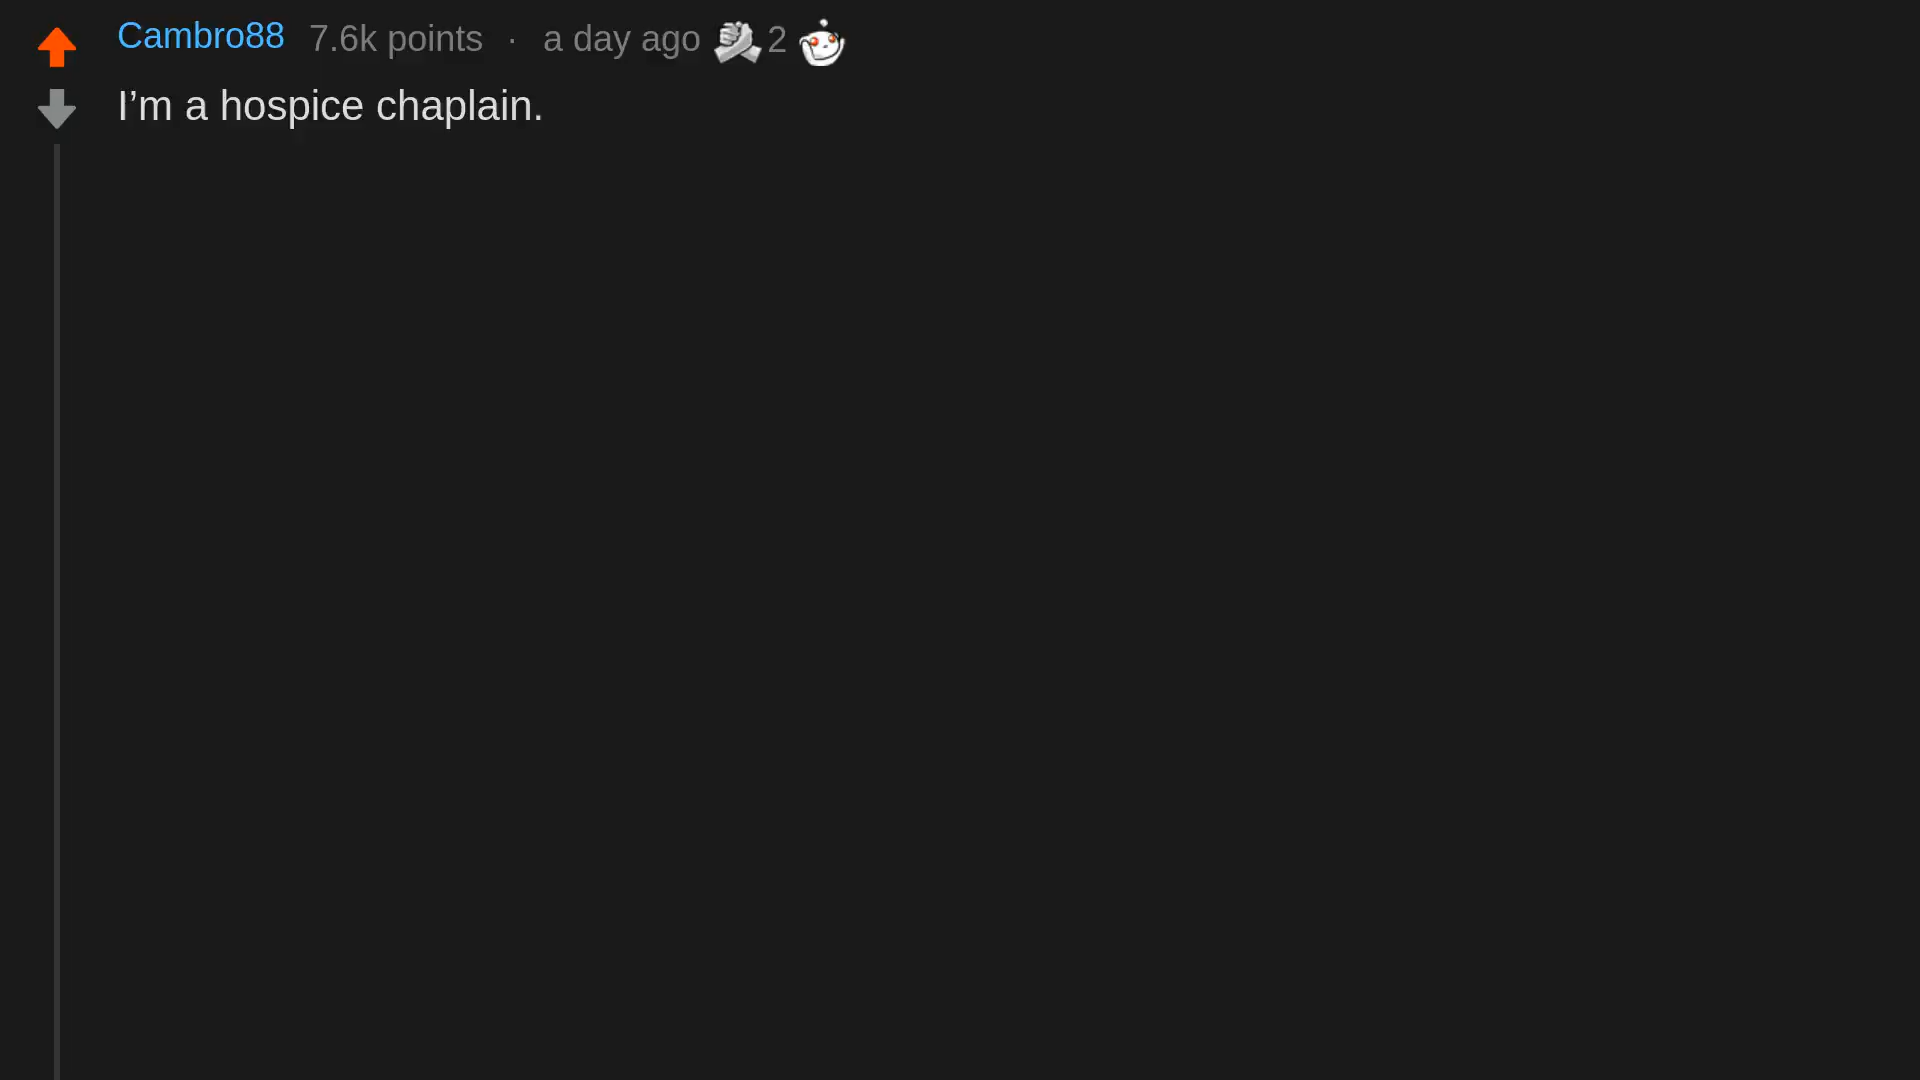 Cambro88 7.6k points · a day ago 2
I’m a hospice chaplain.